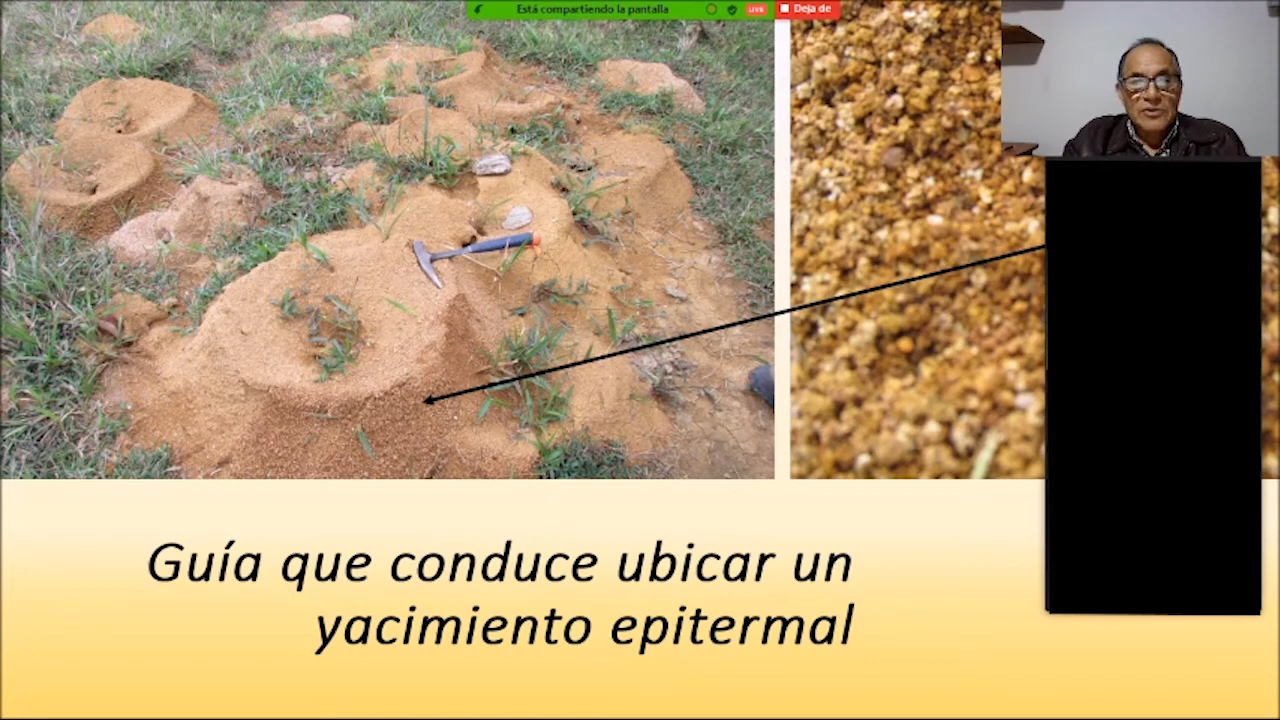 Está compartiendo la pantalla
LIVE
Deja de
Guía que conduce ubicar un
yacimiento epitermal